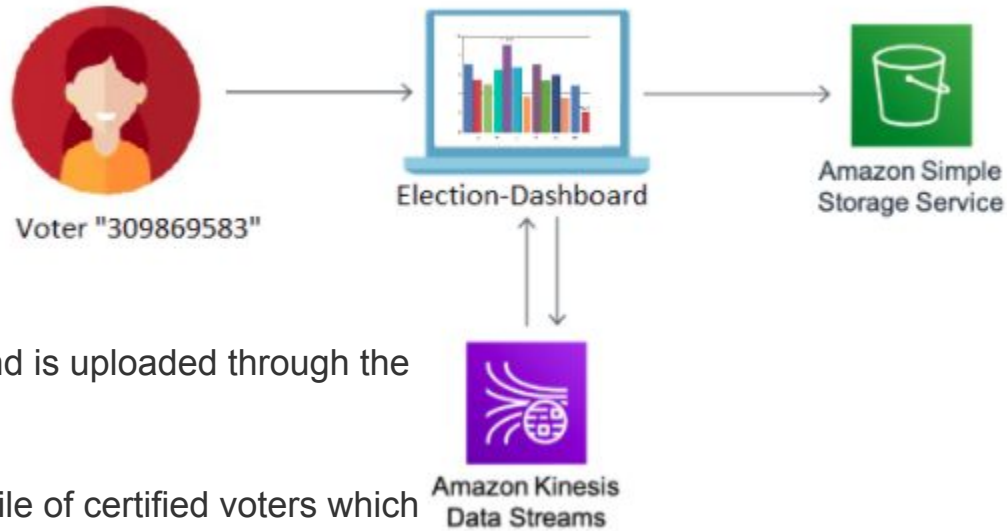 Voter "309869583"
Election-Dashboard
Amazon Simple
Storage Service
nd is uploaded through the
ile of certified voters which
Amazon Kinesis
Data Streams